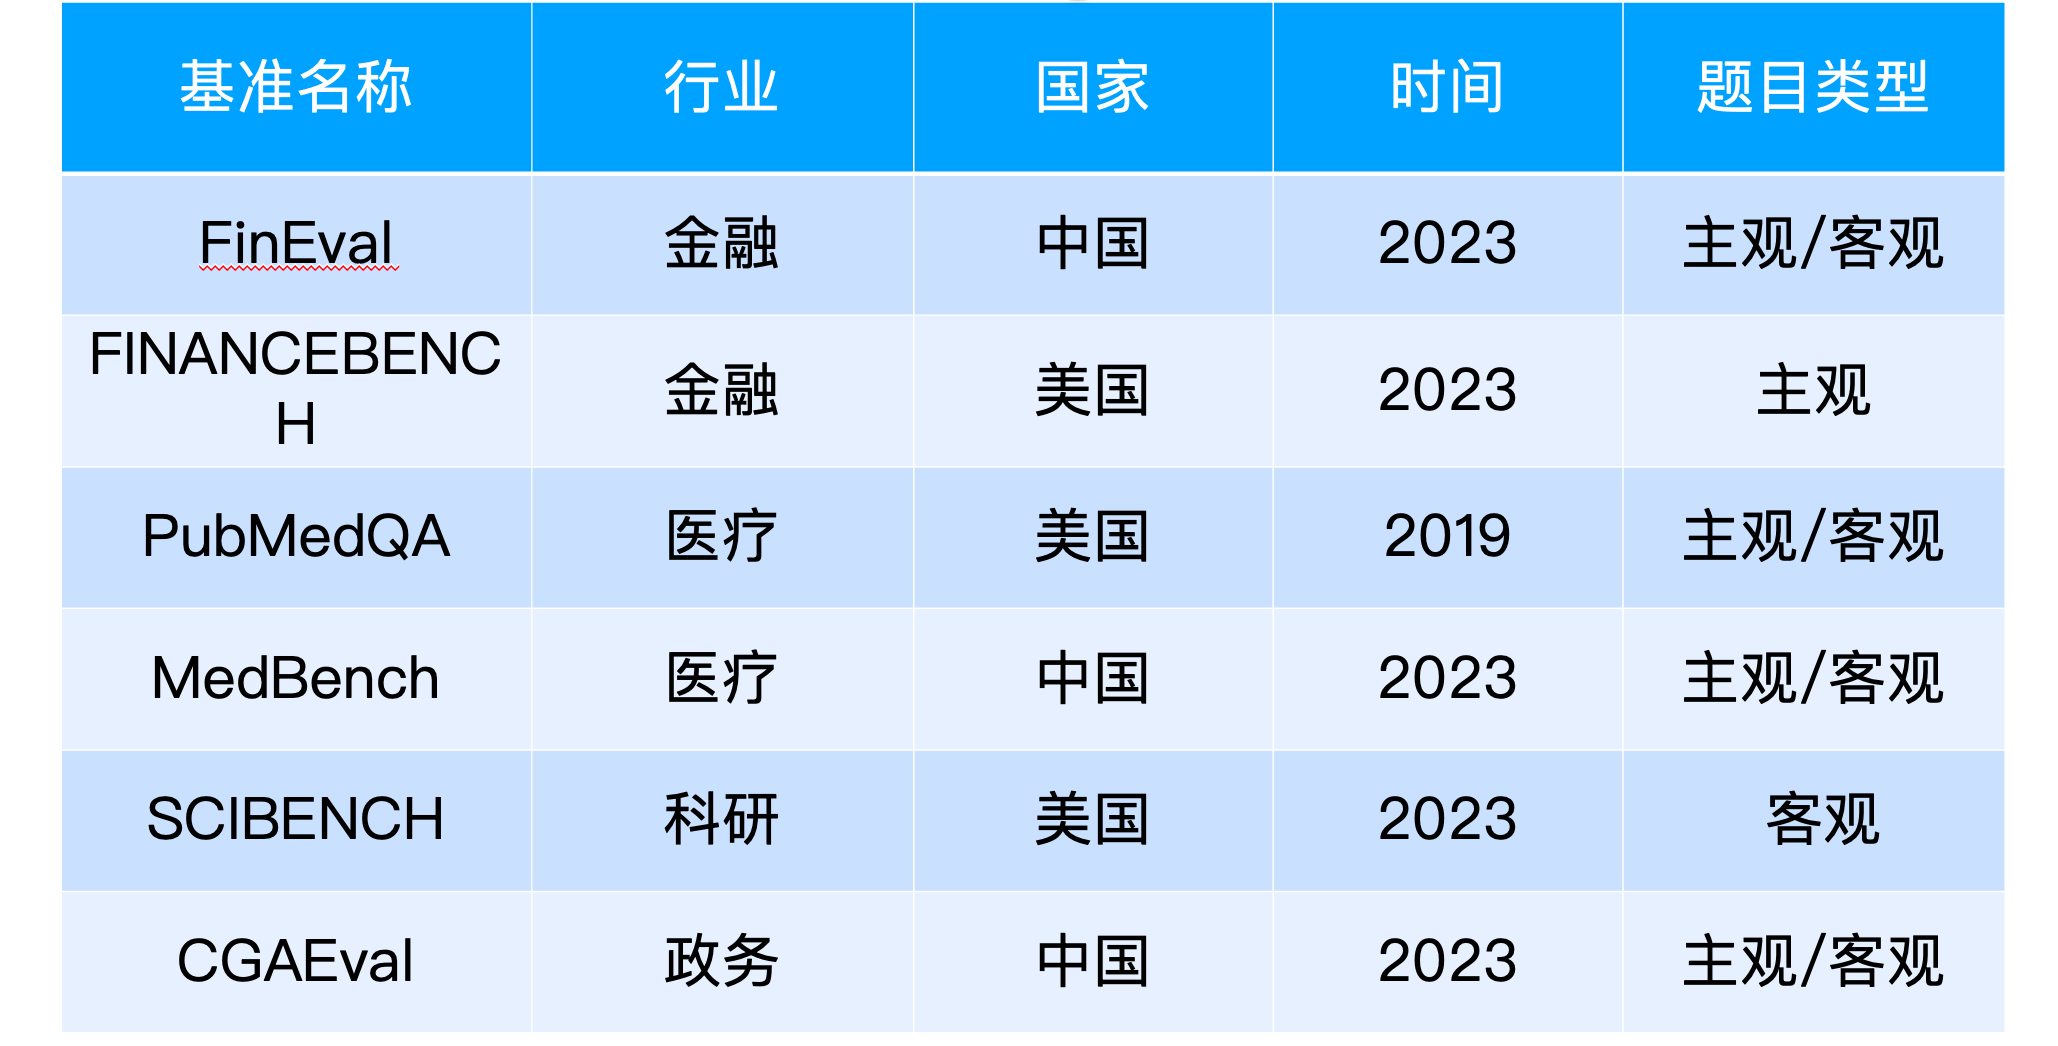 基准名称 行业 国家 时间 题目类型
FinEval 金融 中国 2023 主观/客观
FINANCEBENC
H 金融 美国 2023 主观
PubMedQA 医疗 美国 2019 主观/客观
MedBench 医疗 中国 2023 主观/客观
SCIBENCH 科研 美国 2023 客观
CGAEval 政务 中国 2023 主观/客观